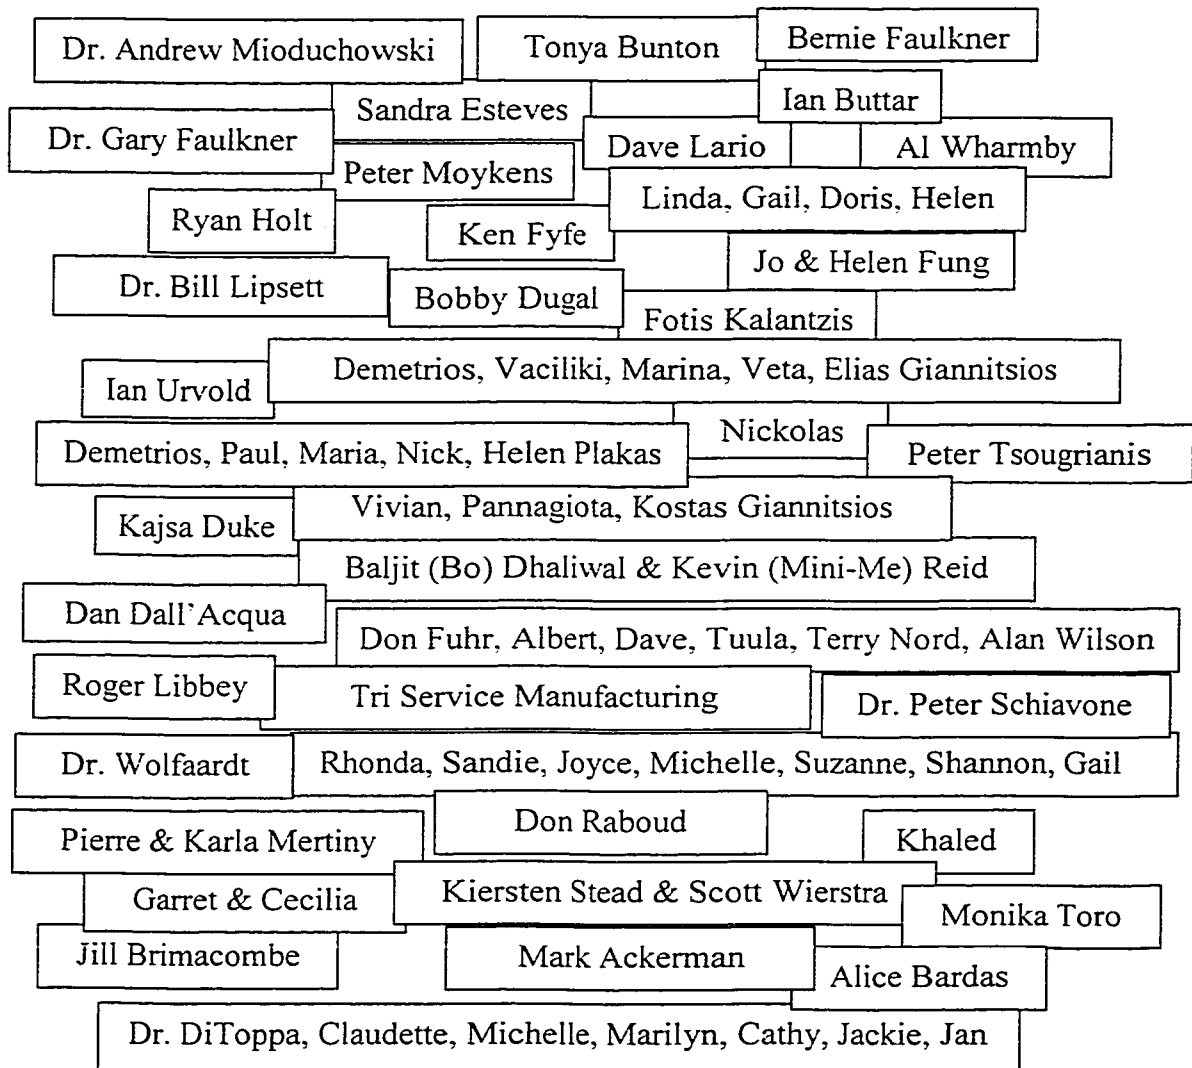 Dr. Andrew Mioduchowski
Tonya Bunton
Bernie Faulkner
Sandra Esteves
Ian Buttar
Dr. Gary Faulkner
Dave Lario
Al Wharmby
Peter Moykens
Linda, Gail, Doris, Helen
Ryan Holt
Ken Fyfe
Jo & Helen Fung
Dr. Bill Lipsett
Bobby Dugal
Fotis Kalantzis
Demetrios, Vaciliki, Marina, Veta, Elias Giannitsios
Ian Urvold
Nickolas
Demetrios, Paul, Maria, Nick, Helen Plakas
Peter Tsougrianis
Vivian, Pannagiota, Kostas Giannitsios
Kajsa Duke
Baljit (Bo) Dhaliwal & Kevin (Mini-Me) Reid
Dan Dall'Acqua
Don Fuhr, Albert, Dave, Tuula, Terry Nord, Alan Wilson
Roger Libbey
Tri Service Manufacturing
Dr. Peter Schiavone
Dr. Wolfaardt
Rhonda, Sandie, Joyce, Michelle, Suzanne, Shannon, Gail
Don Raboud
Pierre & Karla Mertiny
Khaled
Garret & Cecilia
Kiersten Stead & Scott Wierstra
Monika Toro
Jill Brimacombe
Mark Ackerman
Alice Bardas
Dr. DiToppa, Claudette, Michelle, Marilyn, Cathy, Jackie, Jan